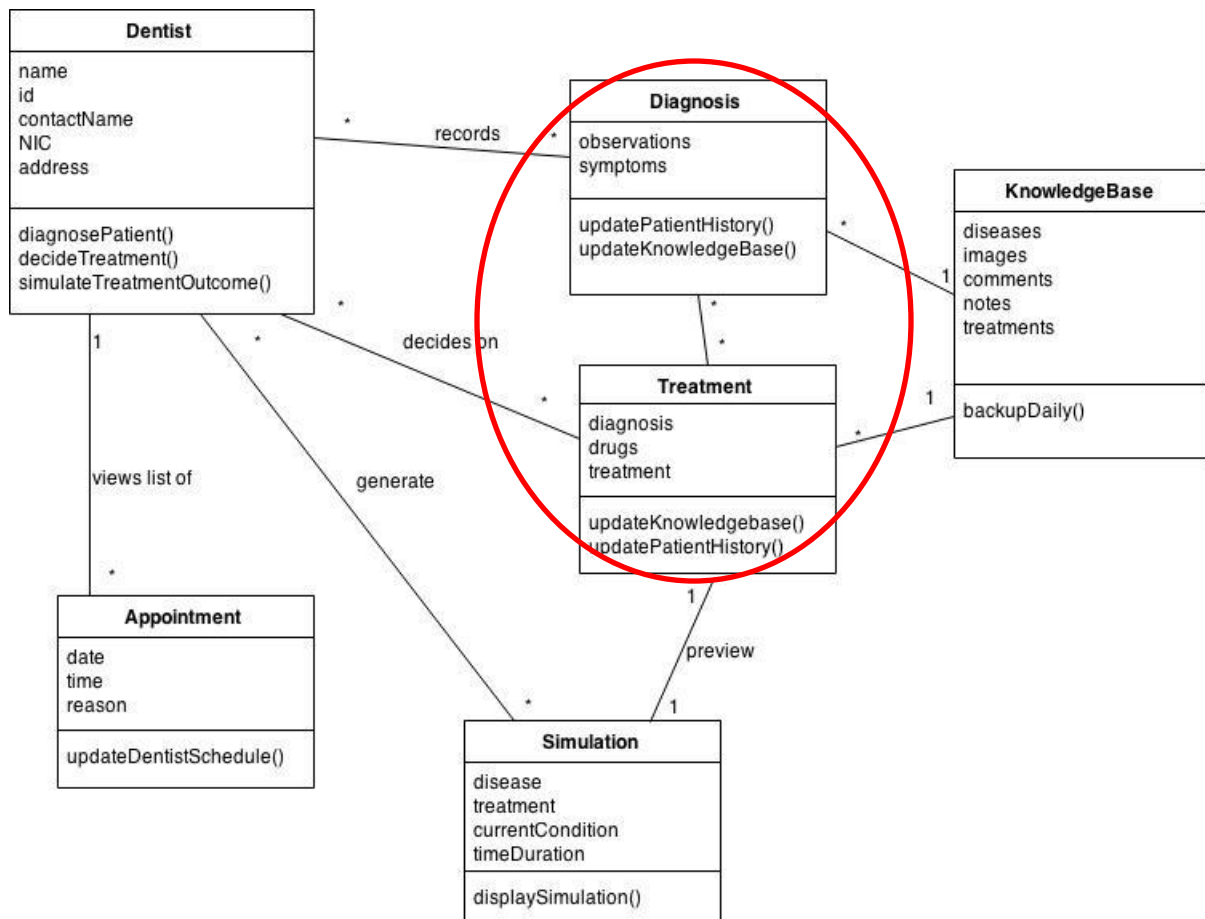 Dentist
name
id
contactName
NIC
address
diagnosePatient()
decideTreatment()
simulateTreatmentOutcome()
* records *
Diagnosis
observations
symptoms
updatePatientHistory()
updateKnowledgeBase()
KnowledgeBase
diseases
images
comments
notes
treatments
backupDaily()
* 1
* *
* decides on *
Treatment
diagnosis
drugs
treatment
updateKnowledgebase()
updatePatientHistory()
* 1
1
views list of
*
* generate *
Appointment
date
time
reason
updateDentistSchedule()
1
preview
1
Simulation
disease
treatment
currentCondition
timeDuration
displaySimulation()